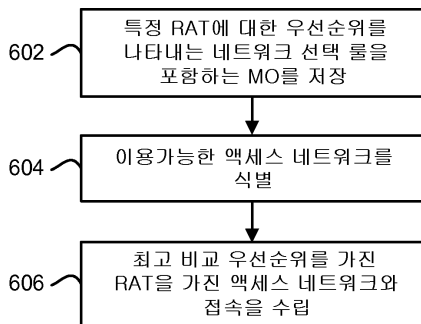 602
특정 RAT에 대한 우선순위를
나타내는 네트워크 선택 룰을
포함하는 MO를 저장
604
이용가능한 액세스 네트워크를
식별
606
최고 비교 우선순위를 가진
RAT을 가진 액세스 네트워크와
접속을 수립